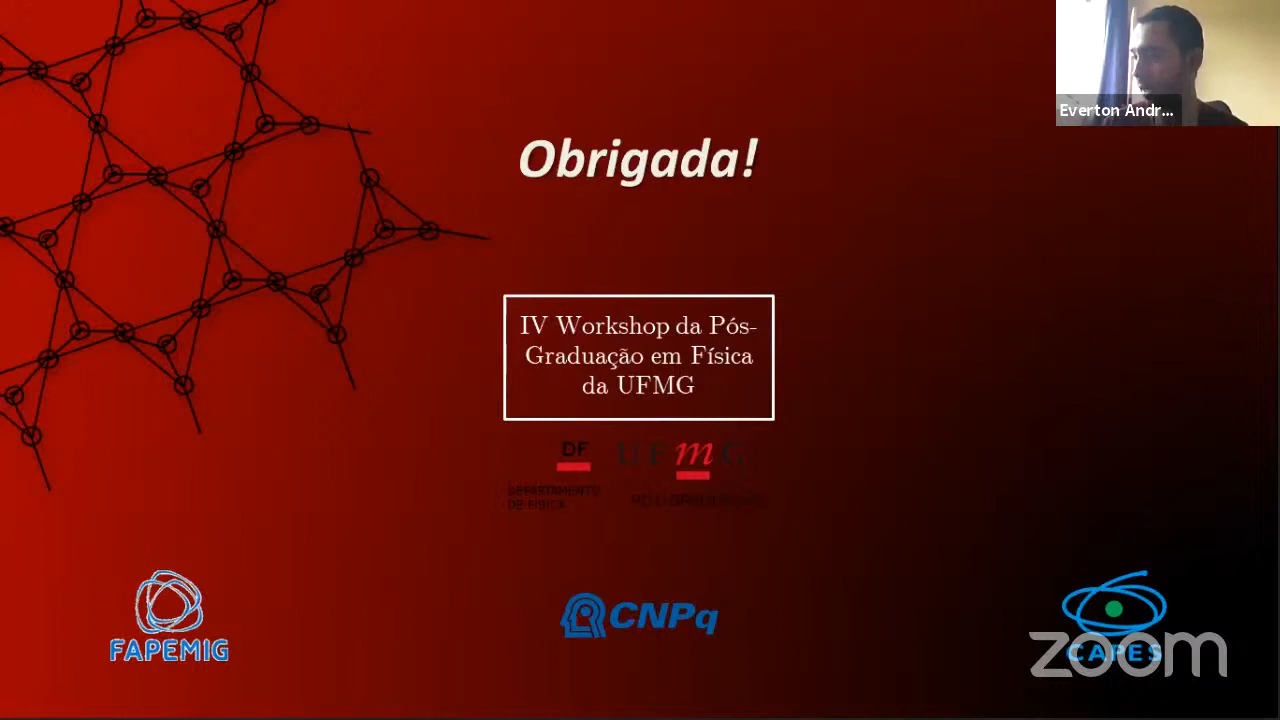 Everton Andr...
Obrigada!
IV Workshop da Pós-
Graduação em Física
da UFMG
DF
UFmG
DEPARTAMENTO
DE FÍSICA
FAPEMIG
CNPq
CAPES
zoom